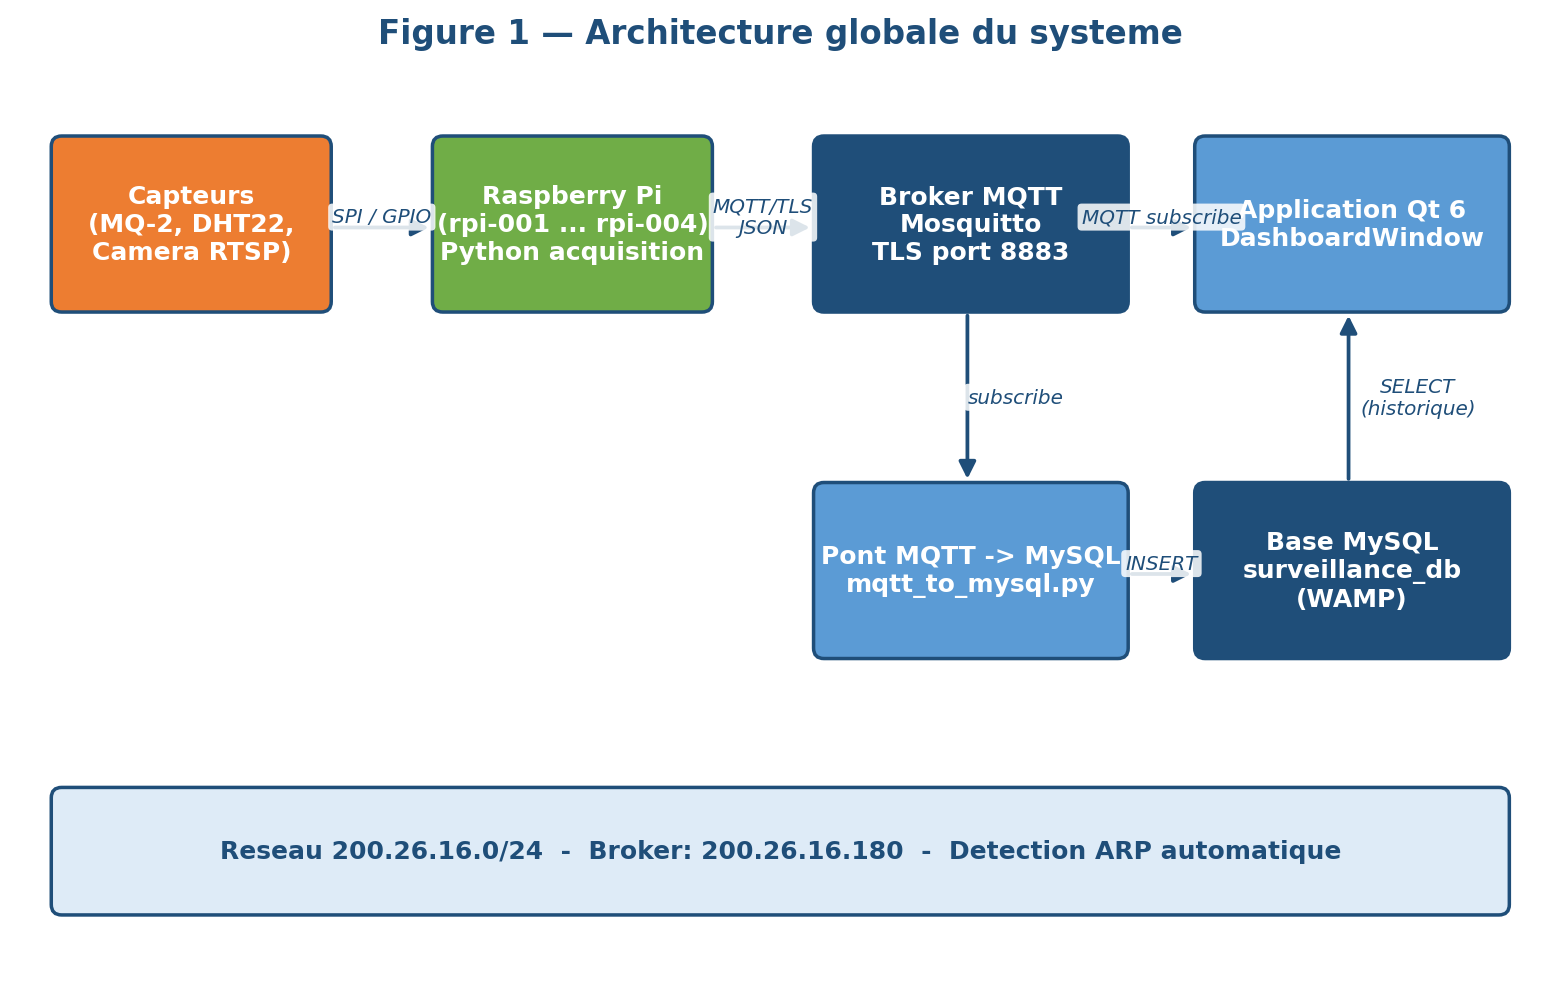 Figure 1 — Architecture globale du systeme
Capteurs
(MQ-2, DHT22,
Camera RTSP)
SPI / GPIO
Raspberry Pi
(rpi-001 ... rpi-004)
Python acquisition
MQTT/TLS
JSON
Broker MQTT
Mosquitto
TLS port 8883
MQTT subscribe
Application Qt 6
DashboardWindow
subscribe
SELECT
(historique)
Pont MQTT -> MySQL
mqtt_to_mysql.py
INSERT
Base MySQL
surveillance_db
(WAMP)
Reseau 200.26.16.0/24 - Broker: 200.26.16.180 - Detection ARP automatique